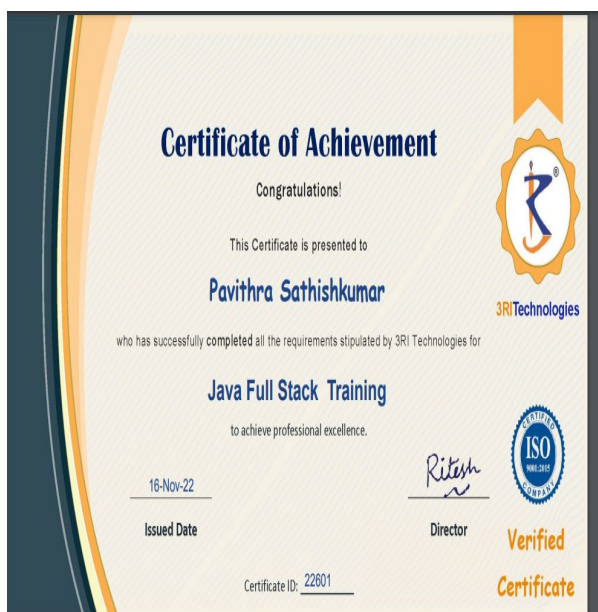 Certificate of Achievement
Congratulations!
This Certificate is presented to
Pavithra Sathishkumar
3RITechnologies
who has successfully completed all the requirements stipulated by 3RI Technologies for
Java Full Stack Training
to achieve professional excellence.
CERTIFIED
ISO
9001:2015
COMPANY
Ritesh
16-Nov-22
Issued Date
Director
Verified
Certificate
Certificate ID: 22601